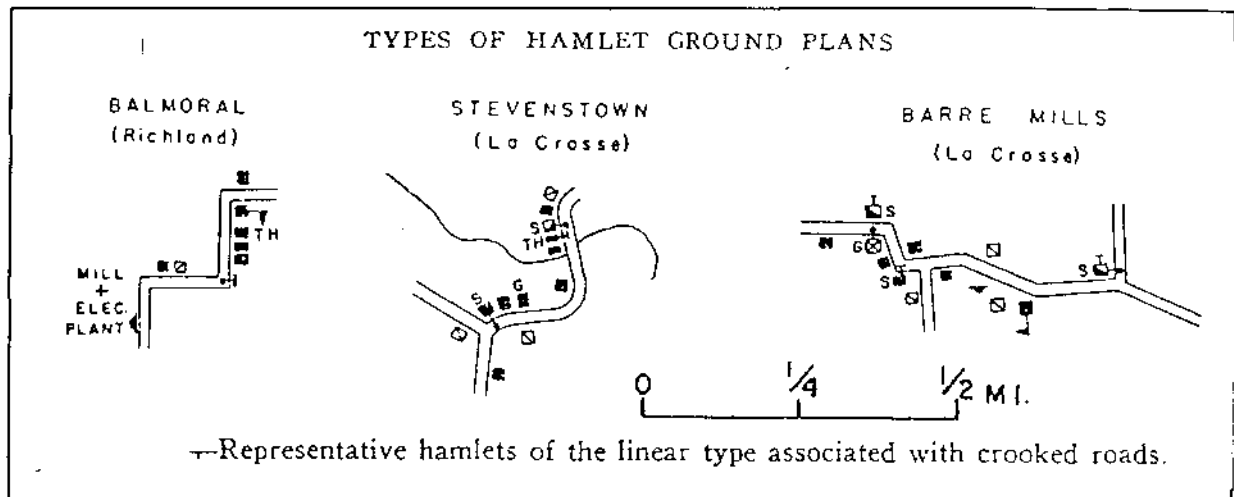 TYPES OF HAMLET GROUND PLANS
BALMORAL
(Richland)
TH
MILL
+
ELEC.
PLANT
STEVENSTOWN
(La Crosse)
S
TH
S
G
BARRE MILLS
(La Crosse)
S
G
S
S
0 1/4 1/2 MI.
—Representative hamlets of the linear type associated with crooked roads.